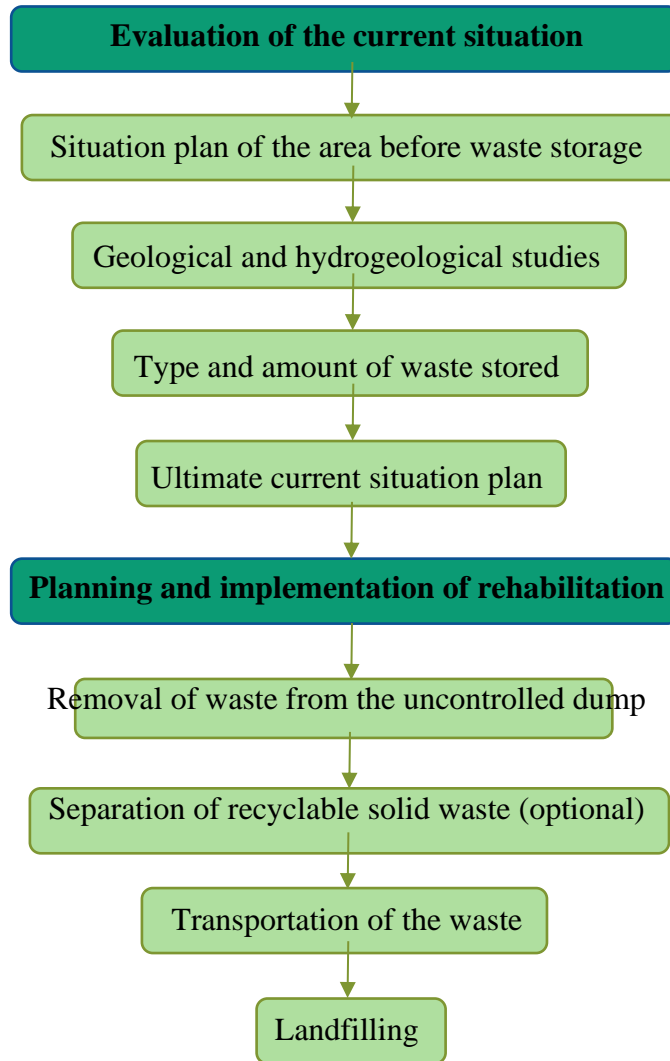 Evaluation of the current situation
Situation plan of the area before waste storage
Geological and hydrogeological studies
Type and amount of waste stored
Ultimate current situation plan
Planning and implementation of rehabilitation
Removal of waste from the uncontrolled dump
Separation of recyclable solid waste (optional)
Transportation of the waste
Landfilling